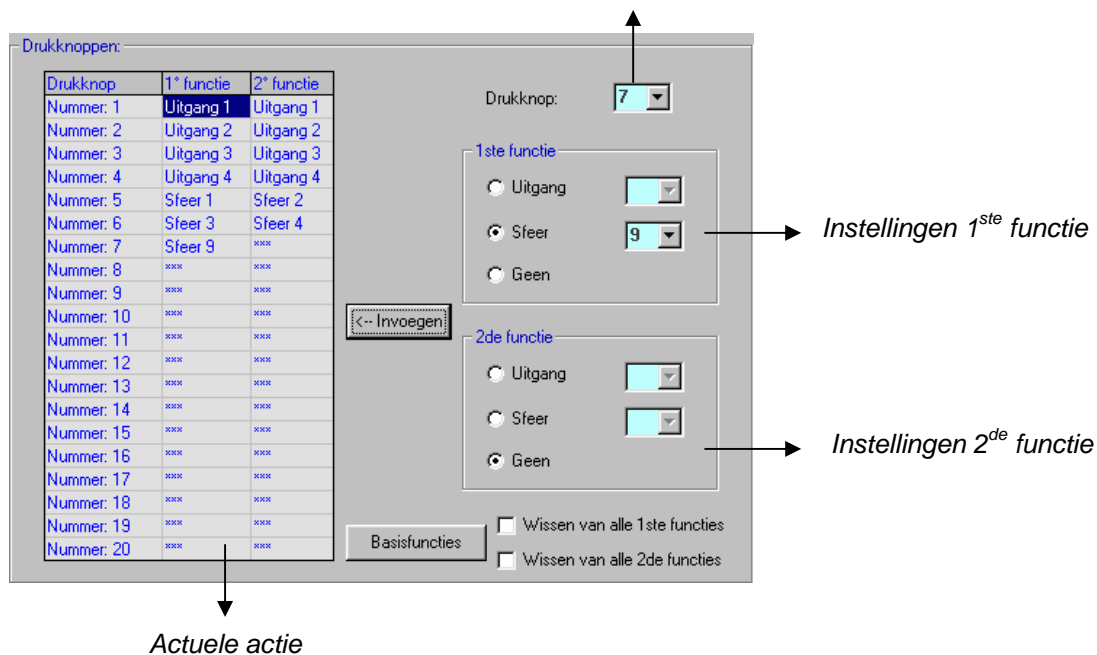 Drukknoppen:
Drukknop 1° functie 2° functie
Nummer: 1 Uitgang 1 Uitgang 1
Nummer: 2 Uitgang 2 Uitgang 2
Nummer: 3 Uitgang 3 Uitgang 3
Nummer: 4 Uitgang 4 Uitgang 4
Nummer: 5 Sfeer 1 Sfeer 2
Nummer: 6 Sfeer 3 Sfeer 4
Nummer: 7 Sfeer 9 ***
Nummer: 8 *** ***
Nummer: 9 *** ***
Nummer: 10 *** ***
Nummer: 11 *** ***
Nummer: 12 *** ***
Nummer: 13 *** ***
Nummer: 14 *** ***
Nummer: 15 *** ***
Nummer: 16 *** ***
Nummer: 17 *** ***
Nummer: 18 *** ***
Nummer: 19 *** ***
Nummer: 20 *** ***
<-- Invoegen
Basisfuncties
Drukknop: 7
1ste functie
Uitgang
Sfeer 9
Geen
2de functie
Uitgang
Sfeer
Geen
Wissen van alle 1ste functies
Wissen van alle 2de functies
Instellingen 1ste functie
Instellingen 2de functie
Actuele actie